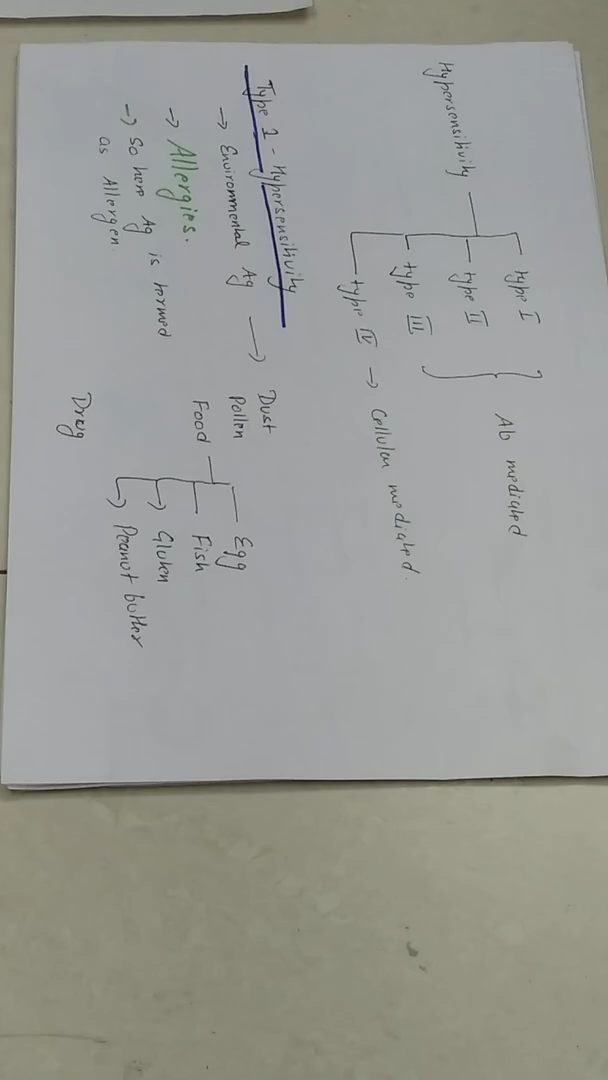 type I
type II
Ab mediated
Hypersensitivity
type III
type IV → Cellular mediated.
Type I - Hypersensitivity
→ Environmental Ag → Dust
Pollen
Food
Egg
Fish
Gluten
Peanut butter
Drug
→ Allergies.
→ So here Ag is termed
as Allergen.